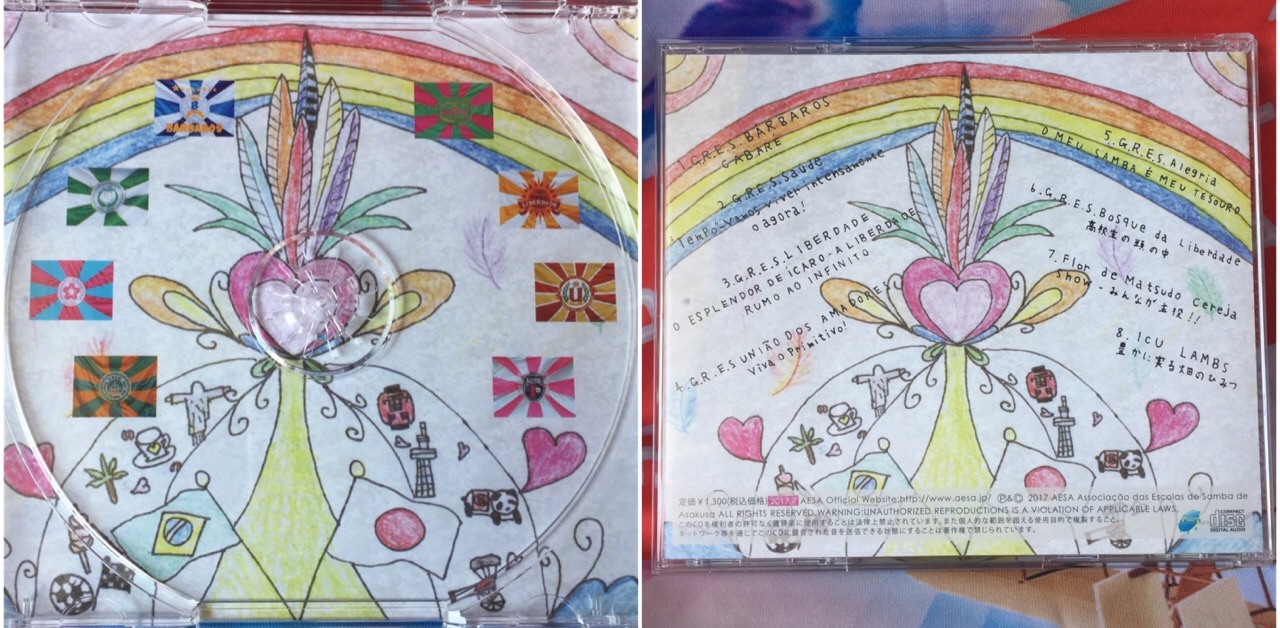 BARBAROS
LIBERDADE
1.G.R.E.S. BARBAROS
CABARE
2.G.R.E.S.Saúde
Tempo-Vamos viver intensamente
o agora!
3.G.R.E.S.LIBERDADE
O ESPLENDOR DE ÍCARO-A LIBERDADE
RUMO AO INFINITO
4.G.R.E.S UNIÃO DOS AMADORES
Viva o Primitivo!
5.G.R.E.S.Alegria
O MEU SAMBA É MEU TESOURO
6.G.B.E.S.Bosque da Liberdade
高校生の頭の中
7.Flor de Matsudo Cereja
Show-みんなが主役!!
8.ICU LAMBS
豊かに実る畑のひみつ
定価¥1,300(税込価格) 2017.7 AESA Official Website:http://www.aesa.jp/ Ⓟ&© 2017 AESA Associação das Escolas de Samba de
Asakusa ALL RIGHTS RESERVED,WARNING:UNAUTHORIZED REPRODUCTIONS IS A VIOLATION OF APPLICABLE LAWS.
このCDを権利者の許可なく賃貸業に使用することは法律上禁止されています。また個人的な範囲を超える使用目的で複製すること、
ネットワーク等を通じてこのCDに録音された音を送信できる状態にすることは著作権で禁じられています。
COMPACT
disc
DIGITAL AUDIO